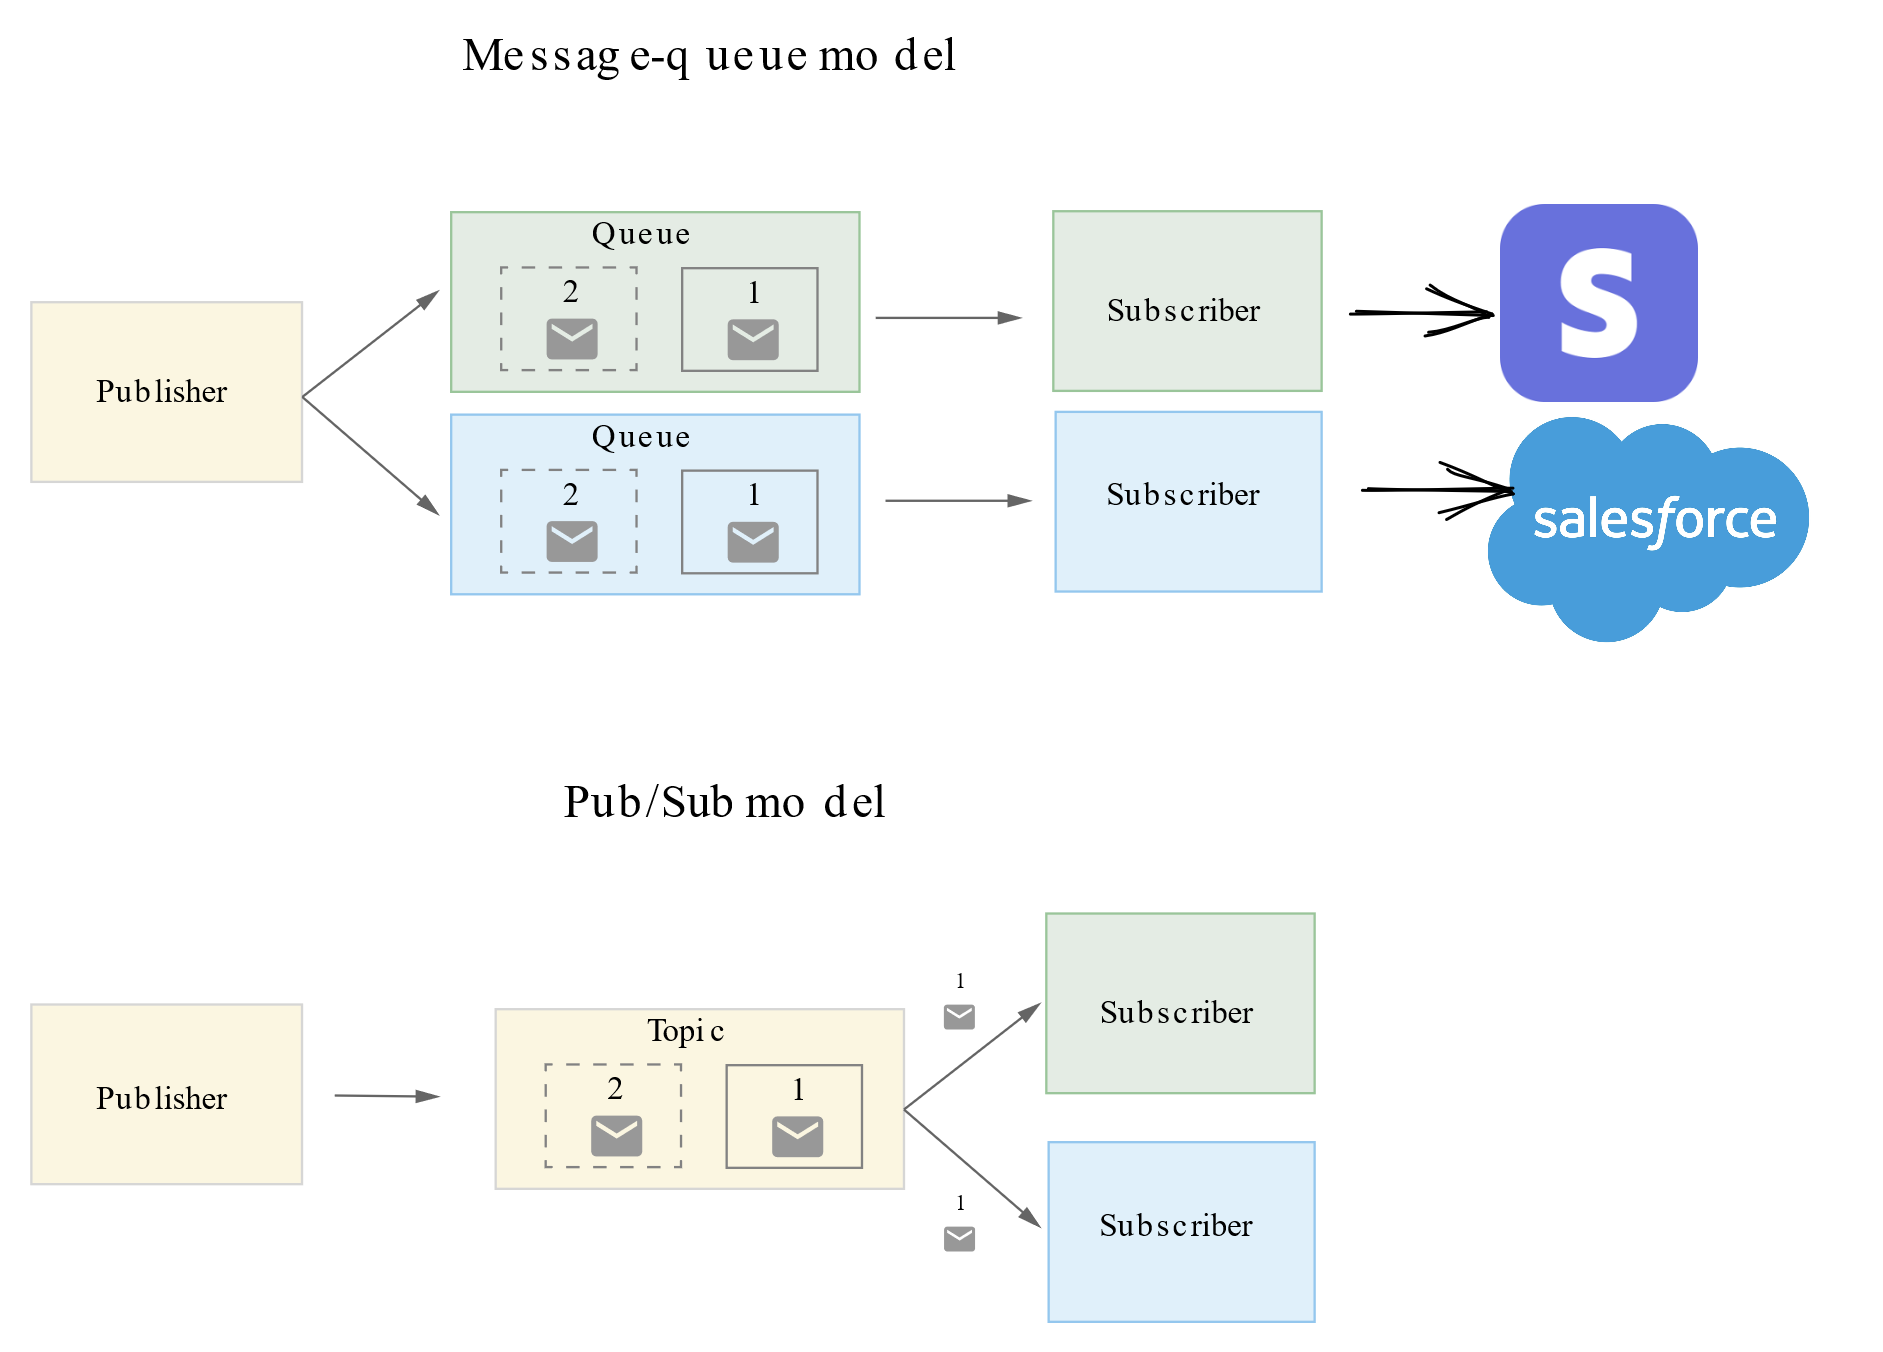 Message-queue model
Queue
2
1
Subscriber
S
Publisher
Queue
2
1
Subscriber
salesforce
Pub/Sub model
1
Subscriber
Publisher
Topic
2
1
1
Subscriber